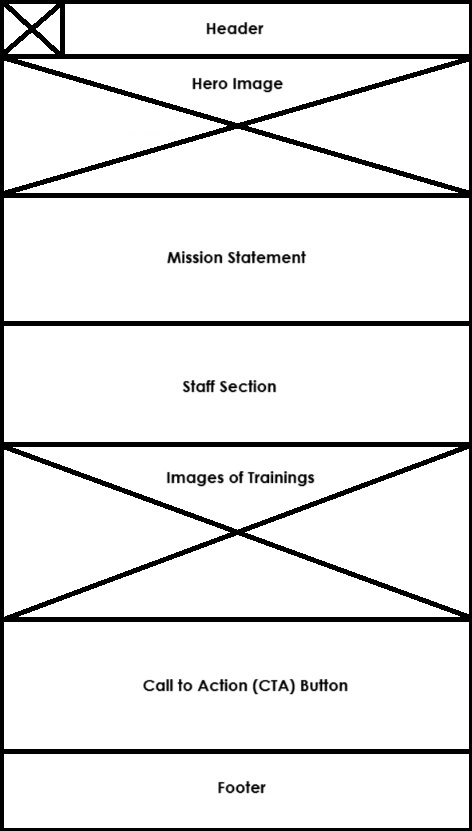 Header
Hero Image
Mission Statement
Staff Section
Images of Trainings
Call to Action (CTA) Button
Footer